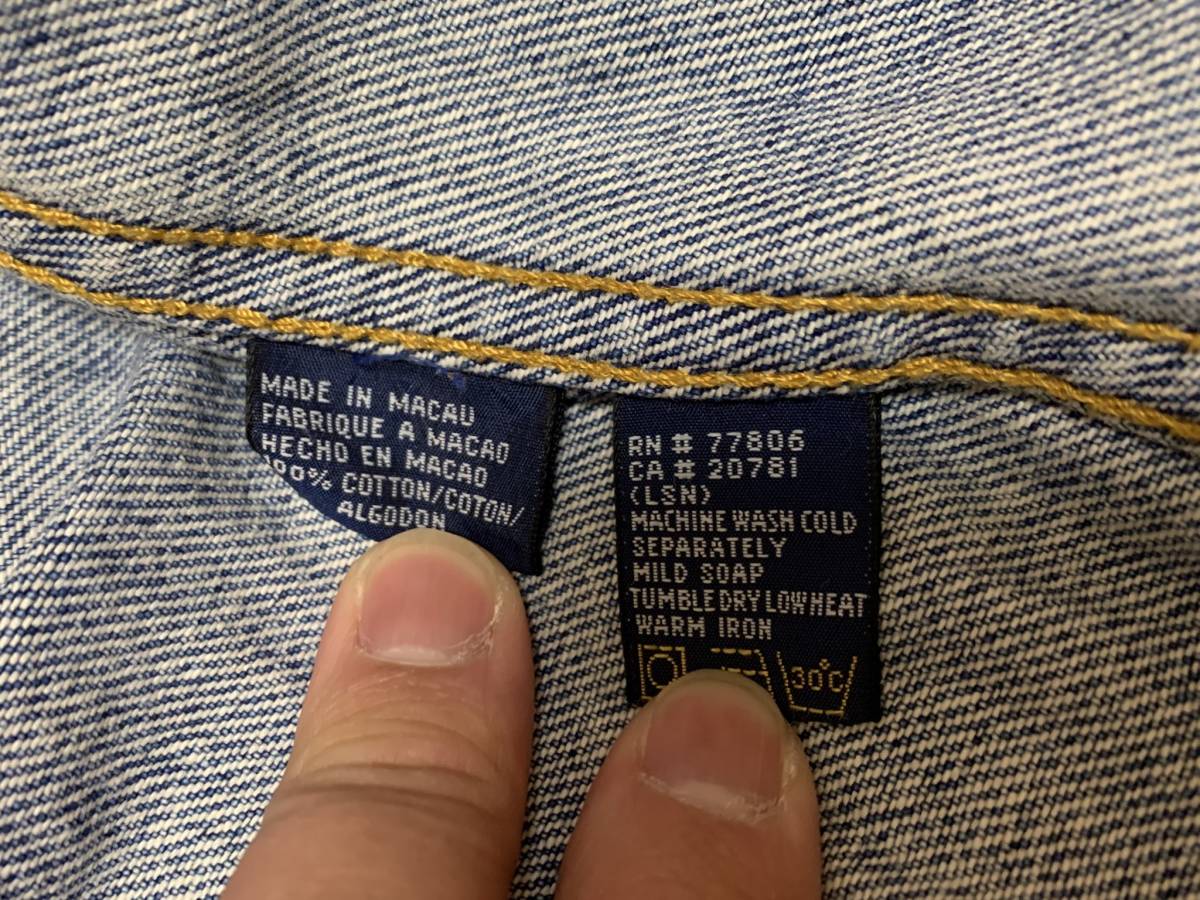 MADE IN MACAU
FABRIQUE A MACAO
HECHO EN MACAO
100% COTTON/COTON/
ALGODON
RN # 77806
CA # 20781
(LSN)
MACHINE WASH COLD
SEPARATELY
MILD SOAP
TUMBLE DRY LOW HEAT
WARM IRON
30°C